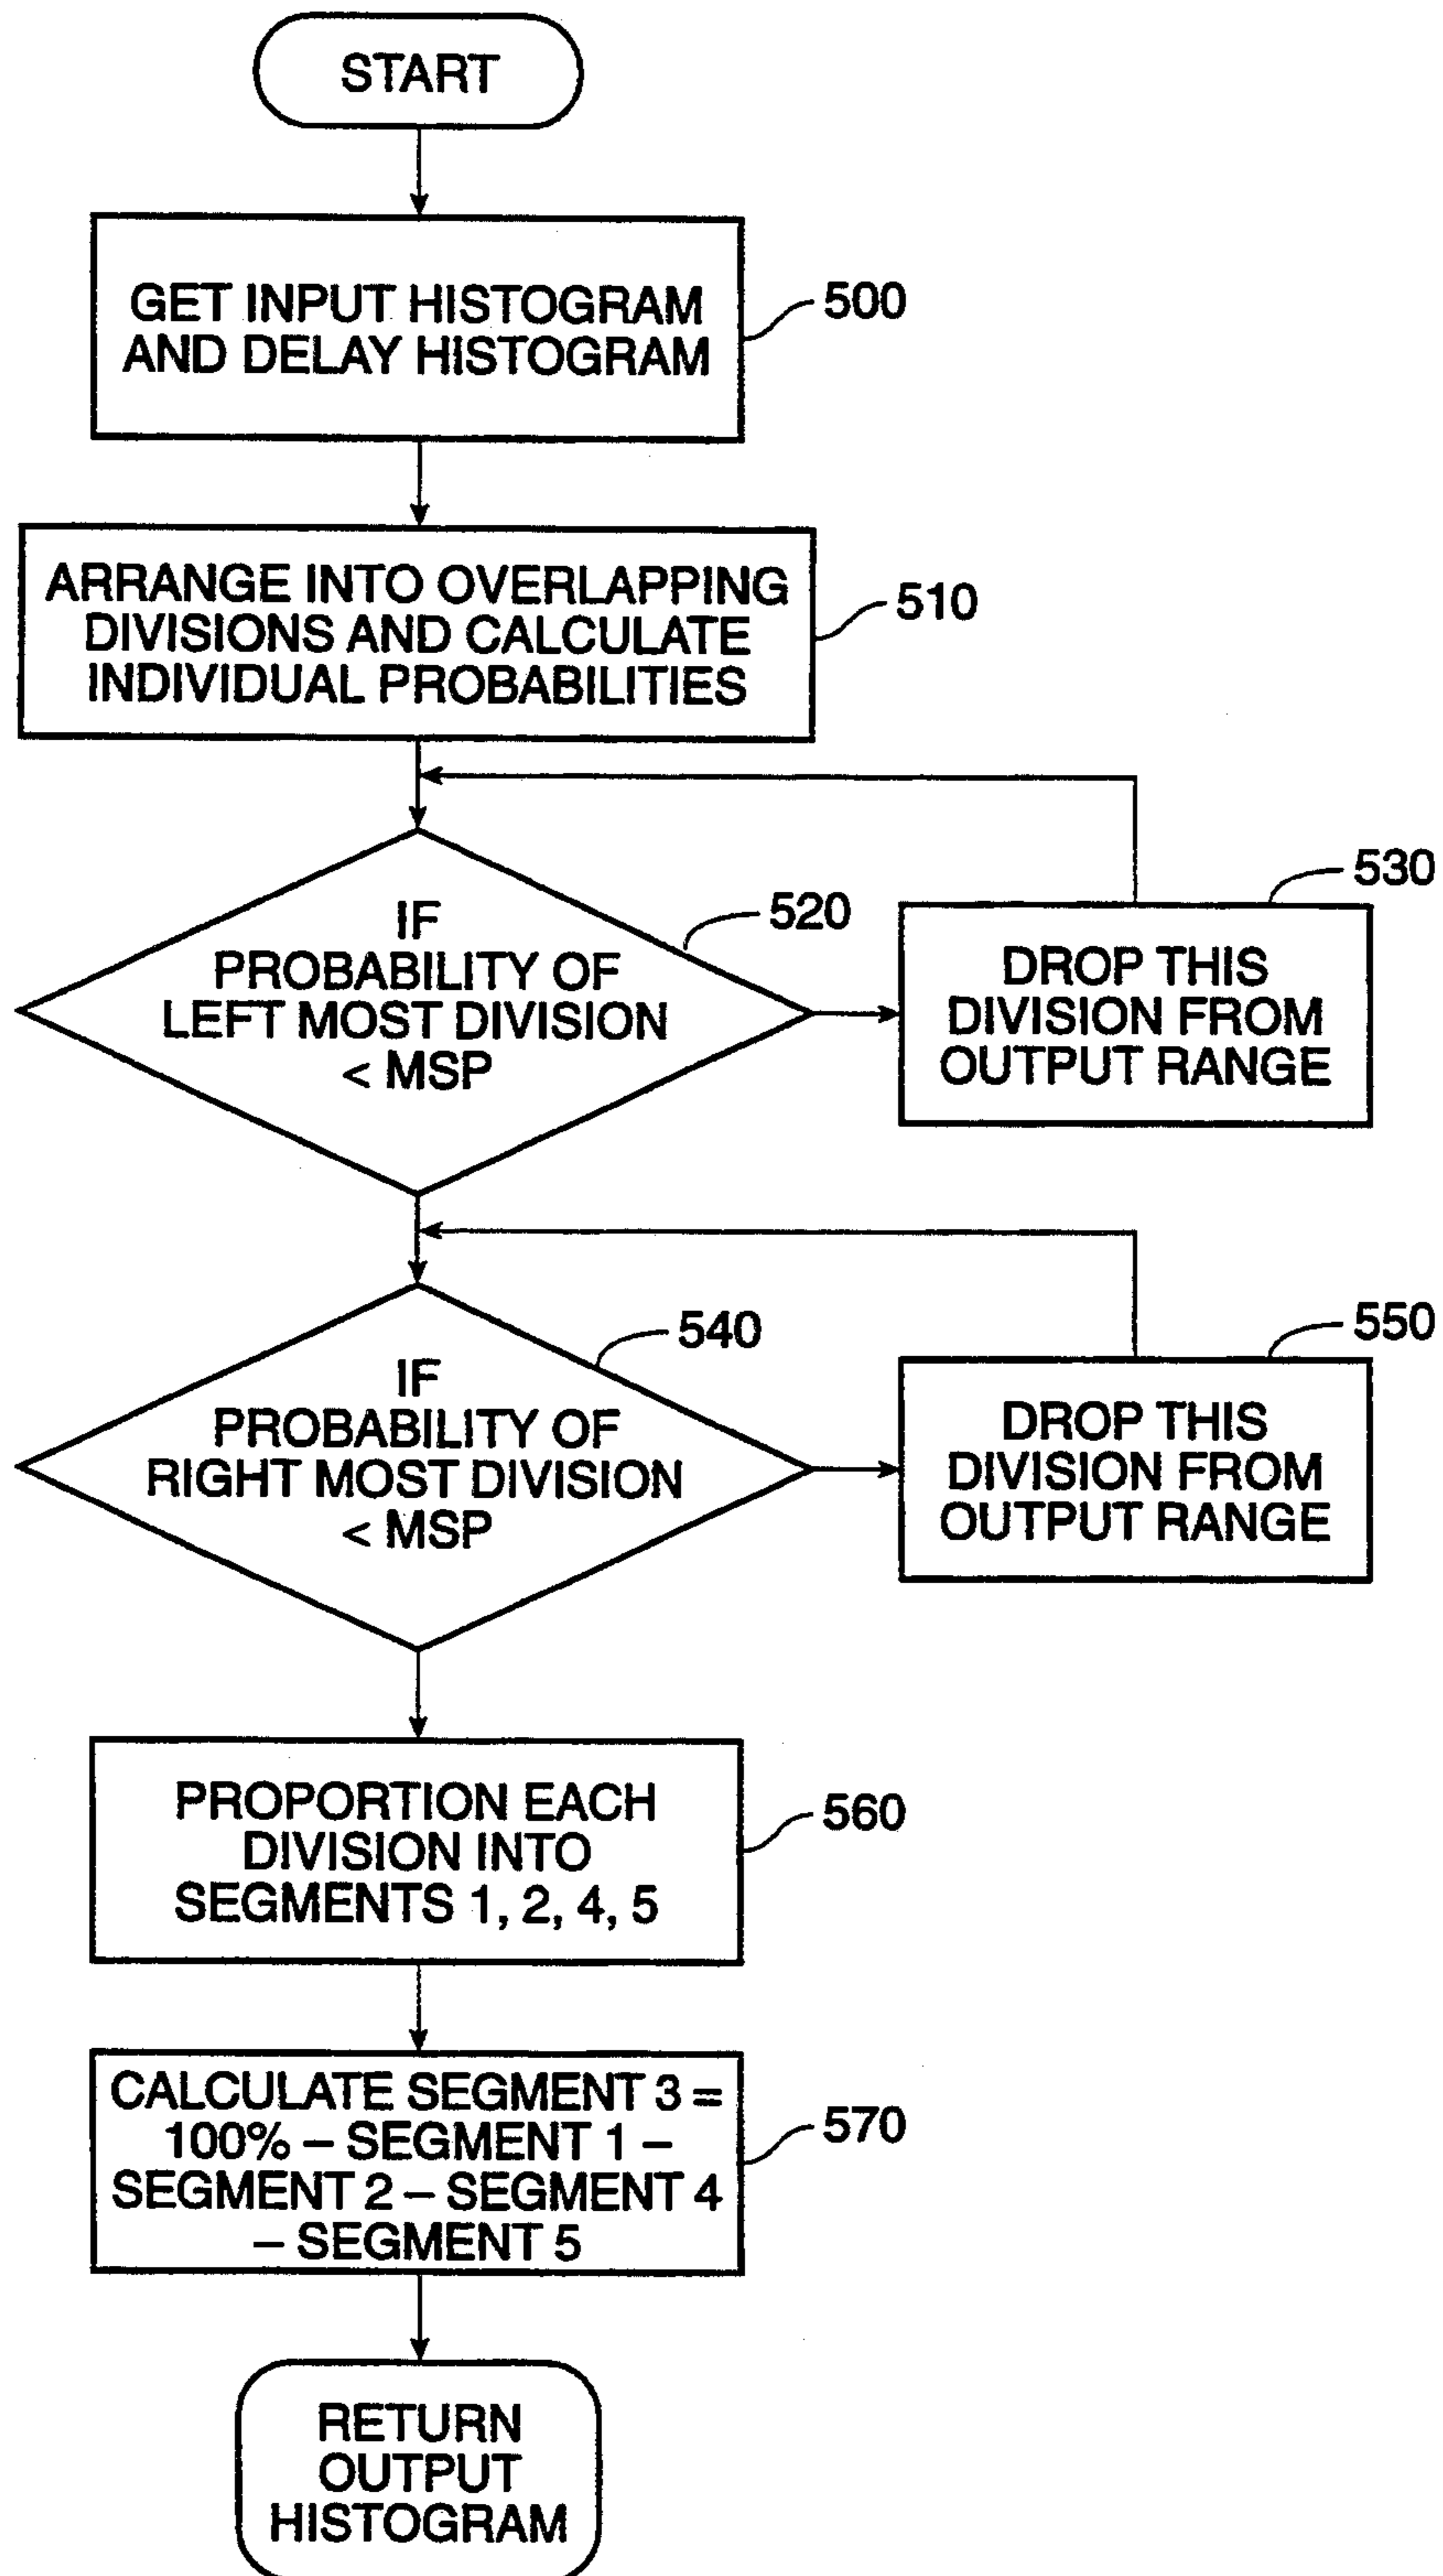 START
GET INPUT HISTOGRAM
AND DELAY HISTOGRAM
500
ARRANGE INTO OVERLAPPING
DIVISIONS AND CALCULATE
INDIVIDUAL PROBABILITIES
510
IF
PROBABILITY OF
LEFT MOST DIVISION
< MSP
520
530
DROP THIS
DIVISION FROM
OUTPUT RANGE
IF
PROBABILITY OF
RIGHT MOST DIVISION
< MSP
540
550
DROP THIS
DIVISION FROM
OUTPUT RANGE
PROPORTION EACH
DIVISION INTO
SEGMENTS 1, 2, 4, 5
560
CALCULATE SEGMENT 3 =
100% – SEGMENT 1 –
SEGMENT 2 – SEGMENT 4
– SEGMENT 5
570
RETURN
OUTPUT
HISTOGRAM